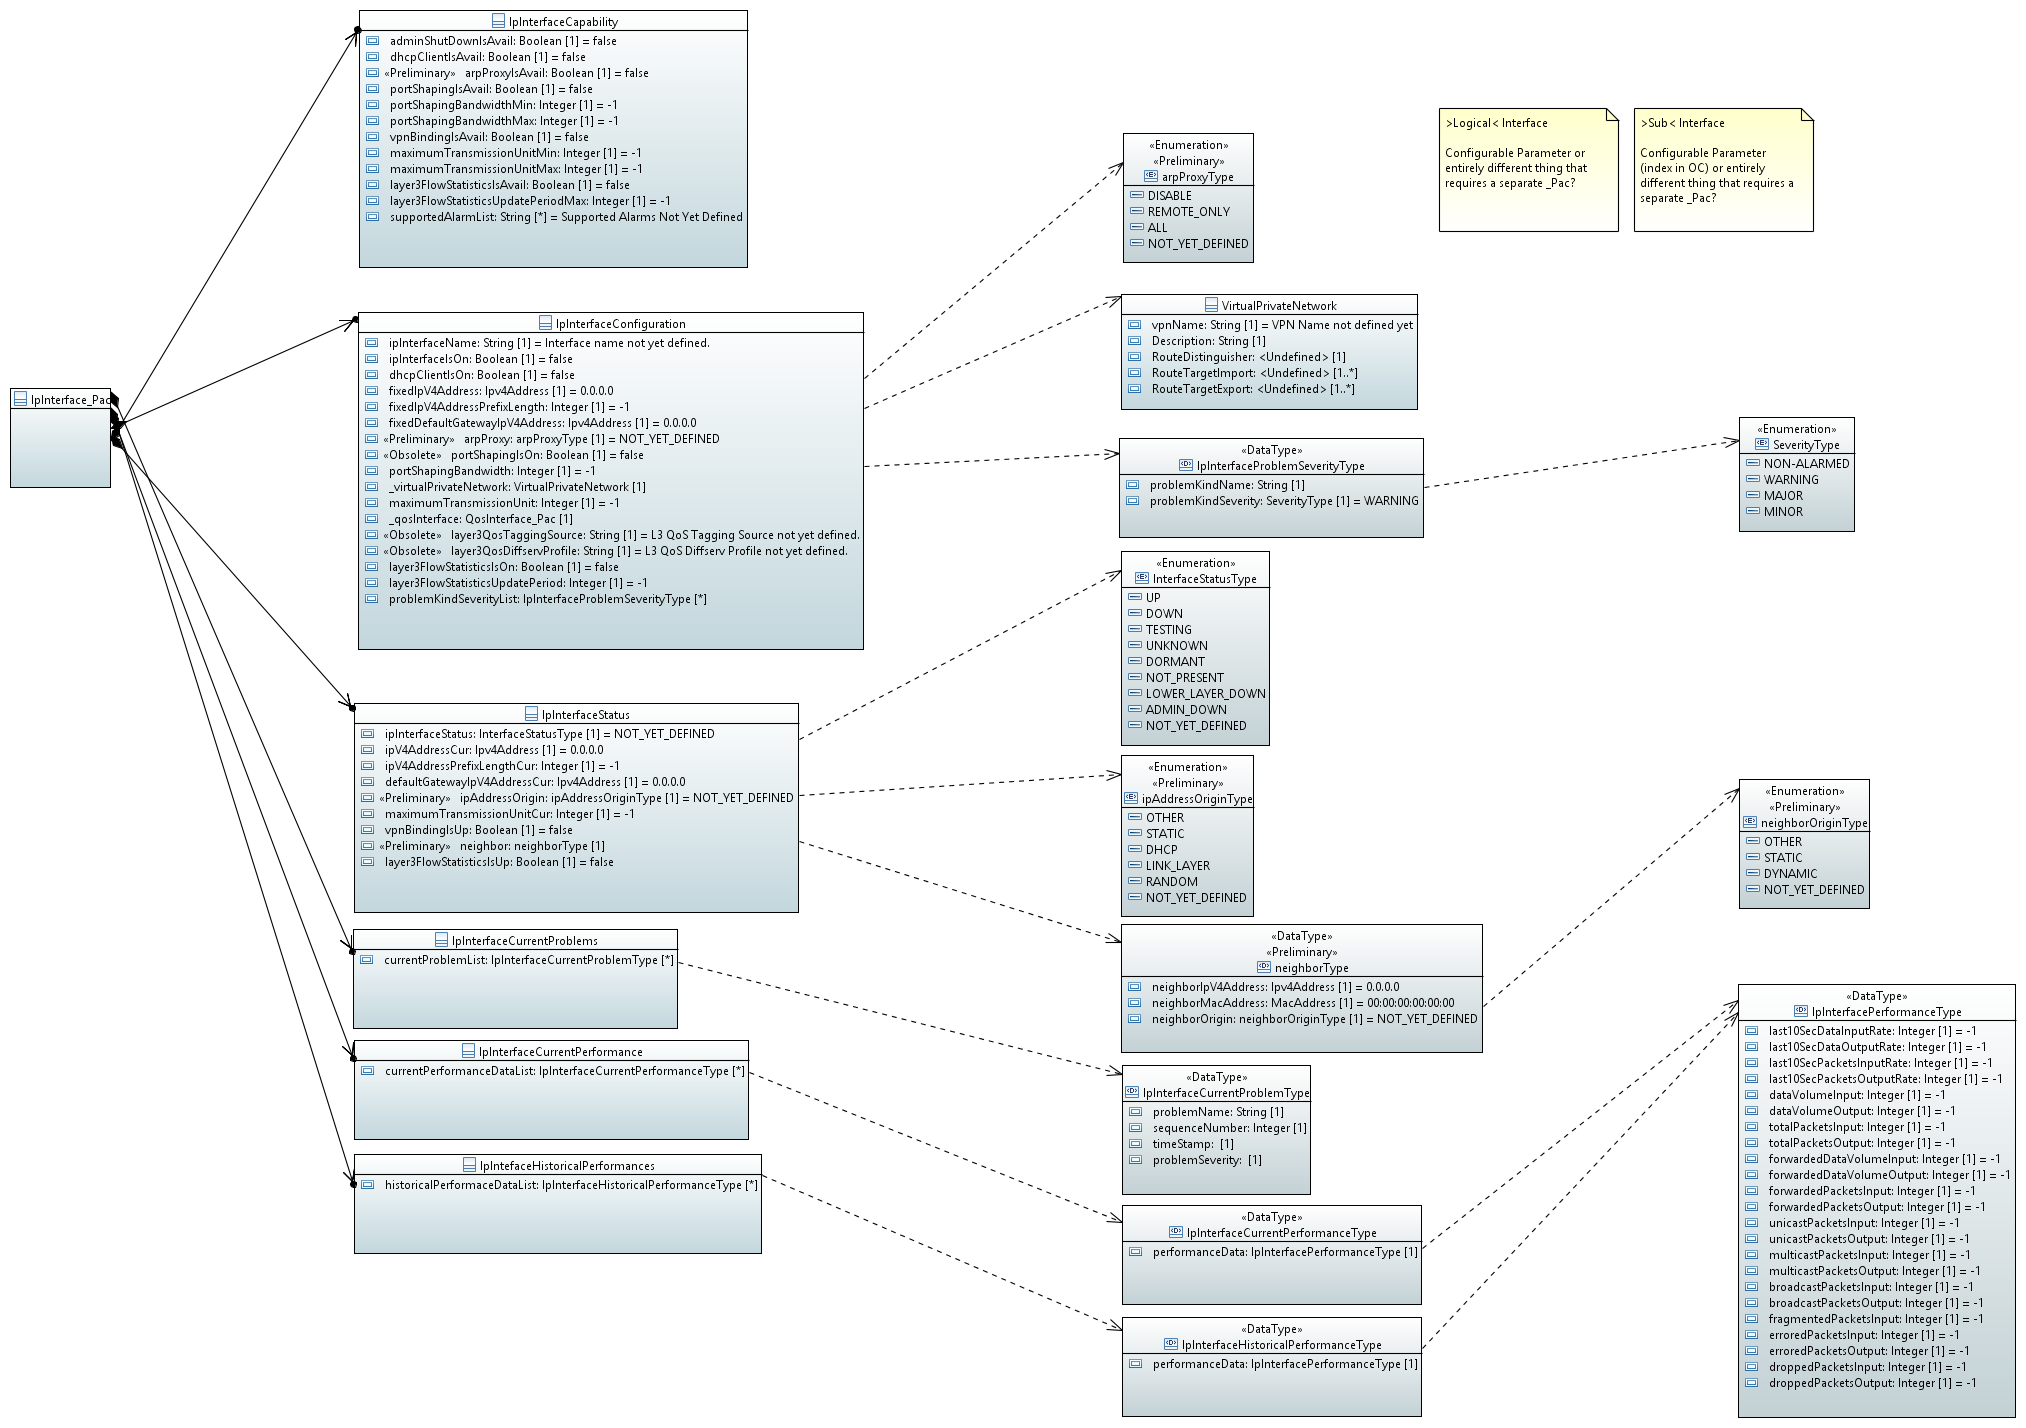 IpInterface_Pac
IpInterfaceCapability
adminShutDownIsAvail: Boolean [1] = false
dhcpClientIsAvail: Boolean [1] = false
«Preliminary» arpProxyIsAvail: Boolean [1] = false
portShapingIsAvail: Boolean [1] = false
portShapingBandwidthMin: Integer [1] = -1
portShapingBandwidthMax: Integer [1] = -1
vpnBindingIsAvail: Boolean [1] = false
maximumTransmissionUnitMin: Integer [1] = -1
maximumTransmissionUnitMax: Integer [1] = -1
layer3FlowStatisticsIsAvail: Boolean [1] = false
layer3FlowStatisticsUpdatePeriodMax: Integer [1] = -1
supportedAlarmList: String [*] = Supported Alarms Not Yet Defined
IpInterfaceConfiguration
ipInterfaceName: String [1] = Interface name not yet defined.
ipInterfaceIsOn: Boolean [1] = false
dhcpClientIsOn: Boolean [1] = false
fixedIpV4Address: Ipv4Address [1] = 0.0.0.0
fixedIpV4AddressPrefixLength: Integer [1] = -1
fixedDefaultGatewayIpV4Address: Ipv4Address [1] = 0.0.0.0
«Preliminary» arpProxy: arpProxyType [1] = NOT_YET_DEFINED
«Obsolete» portShapingIsOn: Boolean [1] = false
portShapingBandwidth: Integer [1] = -1
_virtualPrivateNetwork: VirtualPrivateNetwork [1]
maximumTransmissionUnit: Integer [1] = -1
_qosInterface: QosInterface_Pac [1]
«Obsolete» layer3QosTaggingSource: String [1] = L3 QoS Tagging Source not yet defined.
«Obsolete» layer3QosDiffservProfile: String [1] = L3 QoS Diffserv Profile not yet defined.
layer3FlowStatisticsIsOn: Boolean [1] = false
layer3FlowStatisticsUpdatePeriod: Integer [1] = -1
problemKindSeverityList: IpInterfaceProblemSeverityType [*]
IpInterfaceStatus
ipInterfaceStatus: InterfaceStatusType [1] = NOT_YET_DEFINED
ipV4AddressCur: Ipv4Address [1] = 0.0.0.0
ipV4AddressPrefixLengthCur: Integer [1] = -1
defaultGatewayIpV4AddressCur: Ipv4Address [1] = 0.0.0.0
«Preliminary» ipAddressOrigin: ipAddressOriginType [1] = NOT_YET_DEFINED
maximumTransmissionUnitCur: Integer [1] = -1
vpnBindingIsUp: Boolean [1] = false
«Preliminary» neighbor: neighborType [1]
layer3FlowStatisticsIsUp: Boolean [1] = false
IpInterfaceCurrentProblems
currentProblemList: IpInterfaceCurrentProblemType [*]
IpInterfaceCurrentPerformance
currentPerformanceDataList: IpInterfaceCurrentPerformanceType [*]
IpIntefaceHistoricalPerformances
historicalPerformaceDataList: IpInterfaceHistoricalPerformanceType [*]
«Enumeration»
«Preliminary»
arpProxyType
DISABLE
REMOTE_ONLY
ALL
NOT_YET_DEFINED
VirtualPrivateNetwork
vpnName: String [1] = VPN Name not defined yet
Description: String [1]
RouteDistinguisher: <Undefined> [1]
RouteTargetImport: <Undefined> [1..*]
RouteTargetExport: <Undefined> [1..*]
«DataType»
IpInterfaceProblemSeverityType
problemKindName: String [1]
problemKindSeverity: SeverityType [1] = WARNING
«Enumeration»
InterfaceStatusType
UP
DOWN
TESTING
UNKNOWN
DORMANT
NOT_PRESENT
LOWER_LAYER_DOWN
ADMIN_DOWN
NOT_YET_DEFINED
«Enumeration»
«Preliminary»
ipAddressOriginType
OTHER
STATIC
DHCP
LINK_LAYER
RANDOM
NOT_YET_DEFINED
«DataType»
«Preliminary»
neighborType
neighborIpV4Address: Ipv4Address [1] = 0.0.0.0
neighborMacAddress: MacAddress [1] = 00:00:00:00:00:00
neighborOrigin: neighborOriginType [1] = NOT_YET_DEFINED
«DataType»
IpInterfaceCurrentProblemType
problemName: String [1]
sequenceNumber: Integer [1]
timeStamp: [1]
problemSeverity: [1]
«DataType»
IpInterfaceCurrentPerformanceType
performanceData: IpInterfacePerformanceType [1]
«DataType»
IpInterfaceHistoricalPerformanceType
performanceData: IpInterfacePerformanceType [1]
>Logical< Interface
Configurable Parameter or
entirely different thing that
requires a separate _Pac?
>Sub< Interface
Configurable Parameter
(index in OC) or entirely
different thing that requires a
separate _Pac?
«Enumeration»
SeverityType
NON-ALARMED
WARNING
MAJOR
MINOR
«Enumeration»
«Preliminary»
neighborOriginType
OTHER
STATIC
DYNAMIC
NOT_YET_DEFINED
«DataType»
IpInterfacePerformanceType
last10SecDataInputRate: Integer [1] = -1
last10SecDataOutputRate: Integer [1] = -1
last10SecPacketsInputRate: Integer [1] = -1
last10SecPacketsOutputRate: Integer [1] = -1
dataVolumeInput: Integer [1] = -1
dataVolumeOutput: Integer [1] = -1
totalPacketsInput: Integer [1] = -1
totalPacketsOutput: Integer [1] = -1
forwardedDataVolumeInput: Integer [1] = -1
forwardedDataVolumeOutput: Integer [1] = -1
forwardedPacketsInput: Integer [1] = -1
forwardedPacketsOutput: Integer [1] = -1
unicastPacketsInput: Integer [1] = -1
unicastPacketsOutput: Integer [1] = -1
multicastPacketsInput: Integer [1] = -1
multicastPacketsOutput: Integer [1] = -1
broadcastPacketsInput: Integer [1] = -1
broadcastPacketsOutput: Integer [1] = -1
fragmentedPacketsInput: Integer [1] = -1
erroredPacketsInput: Integer [1] = -1
erroredPacketsOutput: Integer [1] = -1
droppedPacketsInput: Integer [1] = -1
droppedPacketsOutput: Integer [1] = -1